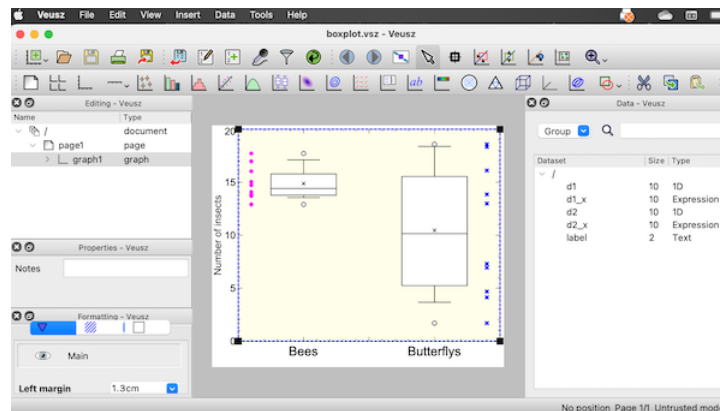 Veusz File Edit View Insert Data Tools Help
boxplot.vsz - Veusz
ab
Editing - Veusz
Name Type
/ document
page1 page
graph1 graph
Properties - Veusz
Notes
Formatting - Veusz
Main
Left margin 1.3cm
20
15
10
5
0
Number of insects
Bees Butterflys
Data - Veusz
Group
Dataset Size Type
/
d1 10 1D
d1_x 10 Expression
d2 10 1D
d2_x 10 Expression
label 2 Text
No position Page 1/1 Untrusted mode